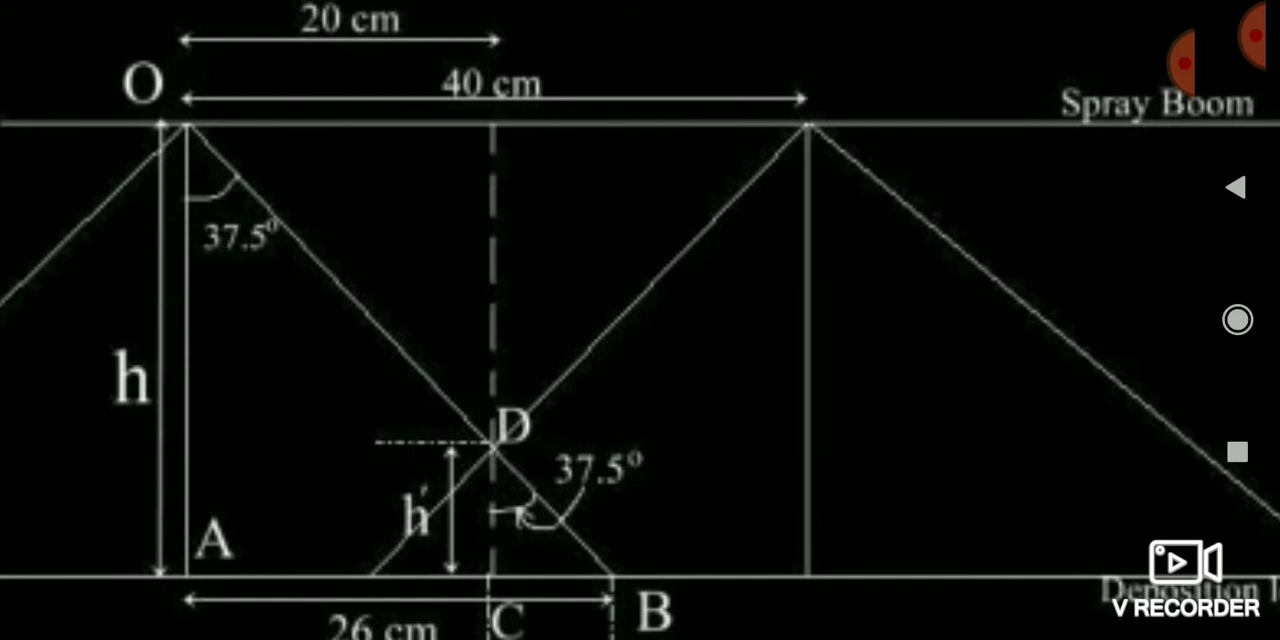 20 cm
O
40 cm
Spray Boom
37.5°
h
D
37.5°
h'
A
C
B
26 cm
V RECORDER